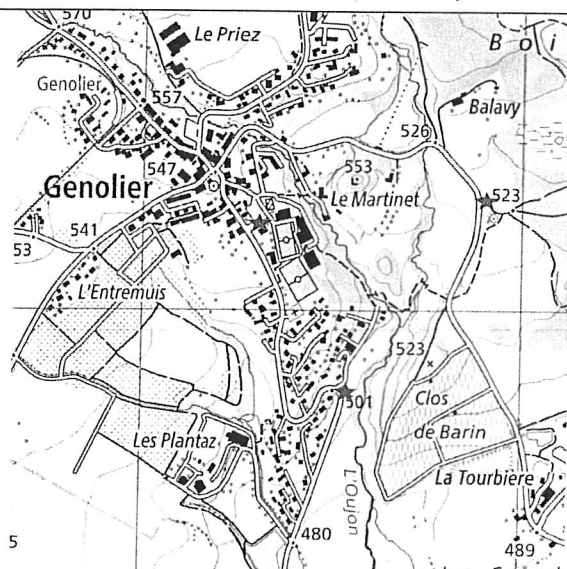 570
Le Priez
Boi
Genolier
557
Balavy
526
547
553
Genolier
Le Martinet
523
541
53
L'Entremuis
523
501
Clos
de Barin
Les Plantaz
La Tourbière
L'Oujon
480
5
489